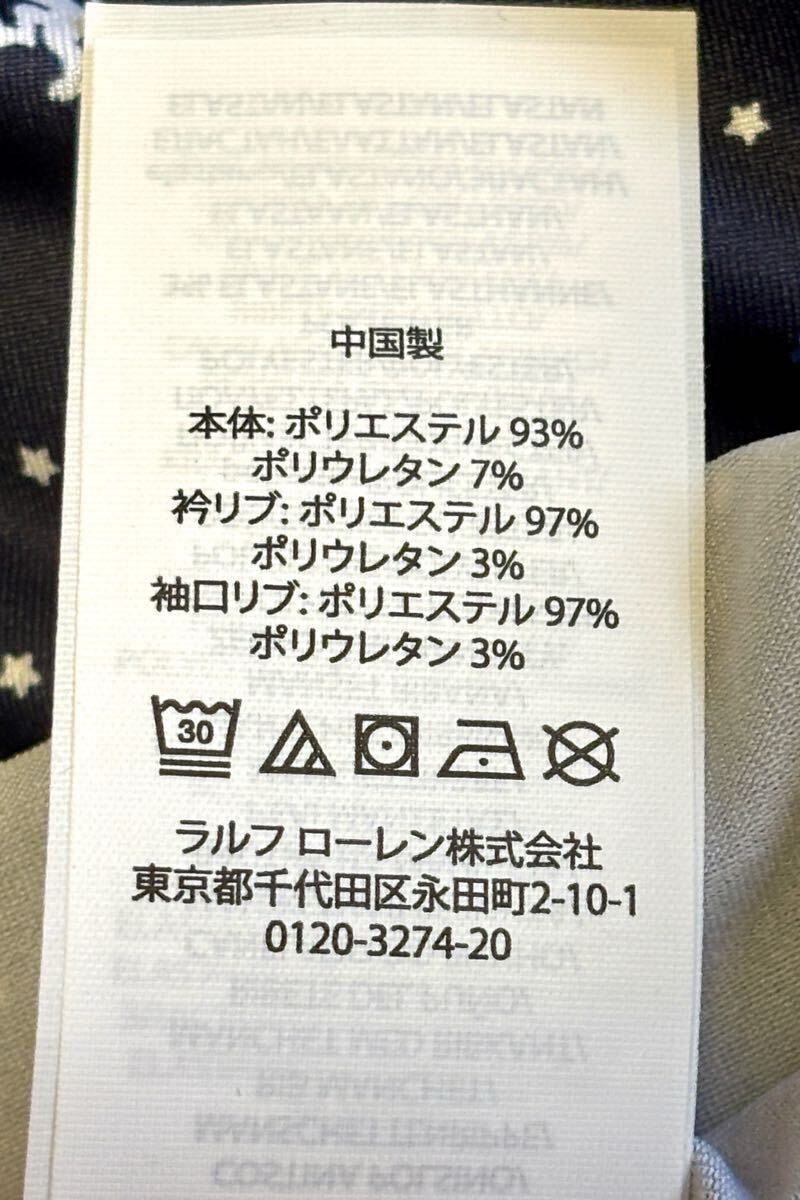 中国製
本体: ポリエステル 93%
ポリウレタン 7%
衿リブ: ポリエステル 97%
ポリウレタン 3%
袖口リブ: ポリエステル 97%
ポリウレタン 3%
30
ラルフ ローレン株式会社
東京都千代田区永田町2-10-1
0120-3274-20